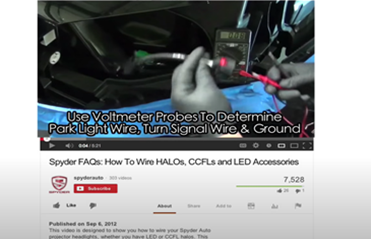 Use Voltmeter Probes To Determine
Park Light Wire, Turn Signal Wire & Ground
0:04 / 5:21
Spyder FAQs: How To Wire HALOs, CCFLs and LED Accessories
spyderauto 303 videos
Subscribe
SPYDER
7,528
Like About Share Add to
Published on Sep 6, 2012
This video is designed to show you how to wire your Spyder Auto
projector headlights, whether you have LED or CCFL halos. This